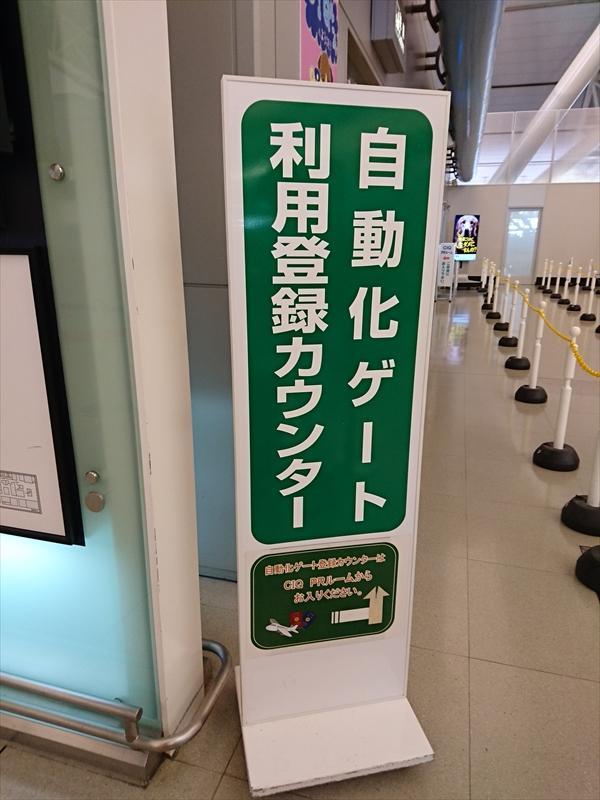 自動化ゲート
利用登録カウンター
自動化ゲート登録カウンターは
CIQ PRルームから
お入りください。
CIQ